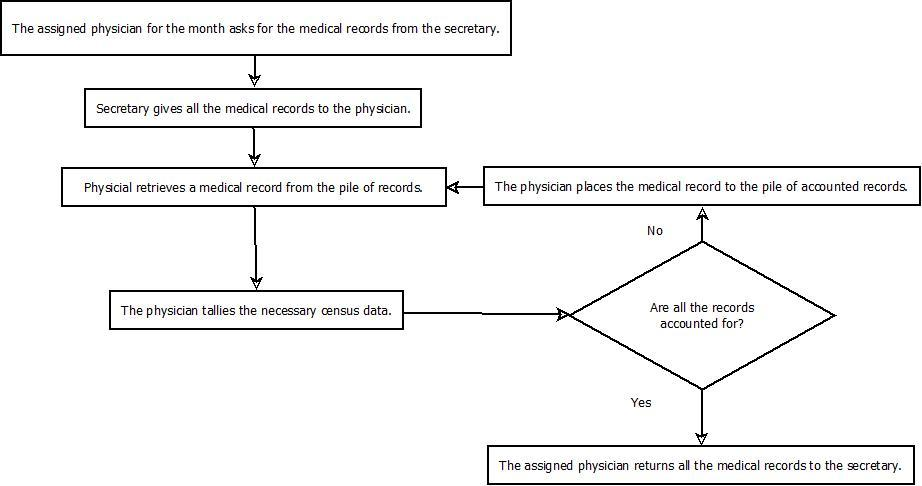 The assigned physician for the month asks for the medical records from the secretary.
Secretary gives all the medical records to the physician.
Physicial retrieves a medical record from the pile of records.
The physician places the medical record to the pile of accounted records.
No
The physician tallies the necessary census data.
Are all the records
accounted for?
Yes
The assigned physician returns all the medical records to the secretary.